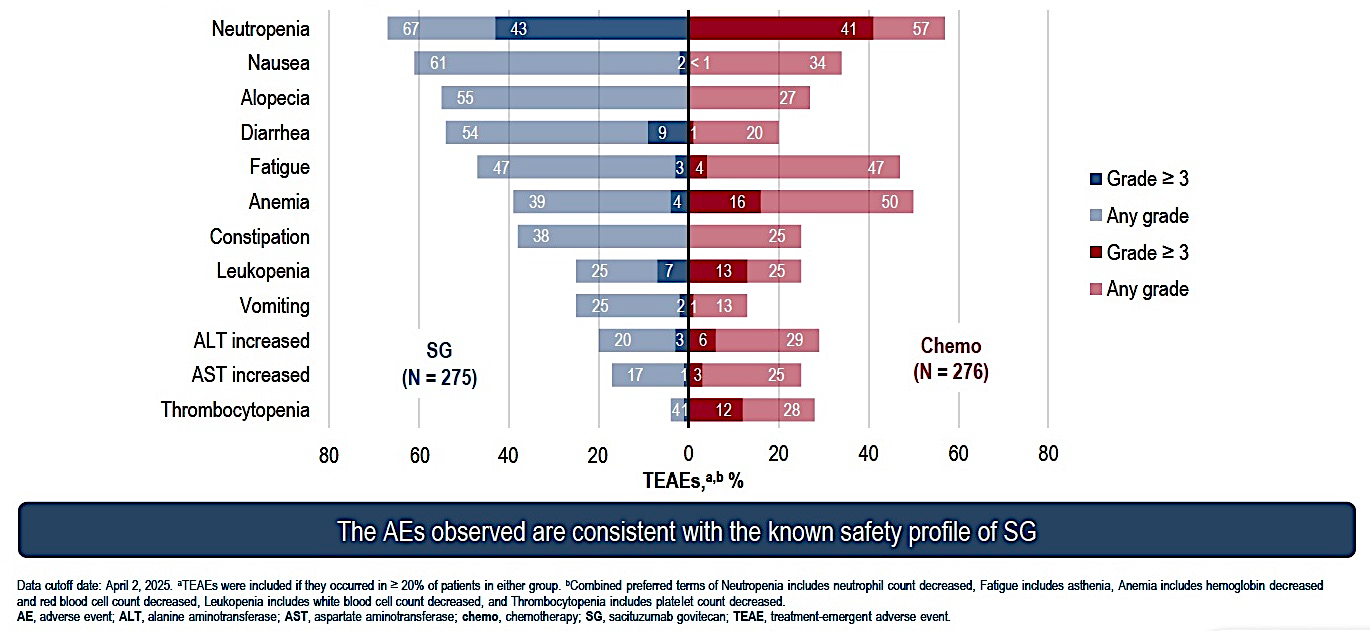 Neutropenia 67 43 41 57
Nausea 61 2 < 1 34
Alopecia 55 27
Diarrhea 54 9 1 20
Fatigue 47 3 4 47
Anemia 39 4 16 50
Constipation 38 25
Leukopenia 25 7 13 25
Vomiting 25 2 1 13
ALT increased 20 3 6 29
AST increased 17 1 3 25
Thrombocytopenia 4 1 12 28
SG
(N = 275)
Chemo
(N = 276)
Grade ≥ 3
Any grade
Grade ≥ 3
Any grade
80 60 40 20 0 20 40 60 80
TEAEs,a,b %
The AEs observed are consistent with the known safety profile of SG
Data cutoff date: April 2, 2025. aTEAEs were included if they occurred in ≥ 20% of patients in either group. bCombined preferred terms of Neutropenia includes neutrophil count decreased, Fatigue includes asthenia, Anemia includes hemoglobin decreased
and red blood cell count decreased, Leukopenia includes white blood cell count decreased, and Thrombocytopenia includes platelet count decreased.
AE, adverse event; ALT, alanine aminotransferase; AST, aspartate aminotransferase; chemo, chemotherapy; SG, sacituzumab govitecan; TEAE, treatment-emergent adverse event.